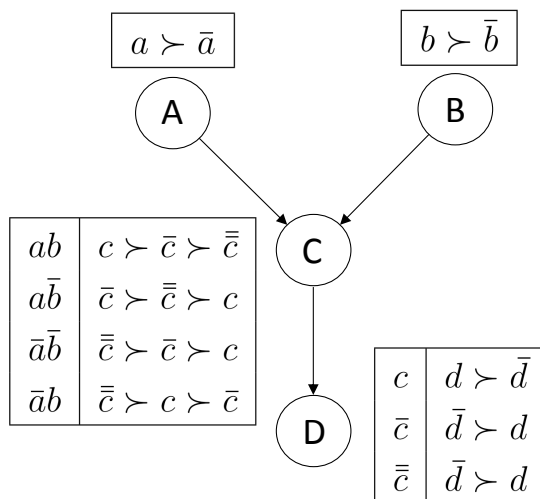 a ≻ ā
b ≻ b̄
A
B
ab c ≻ c̄ ≻ c̿
ab̄ c̄ ≻ c̿ ≻ c
āb̄ c̿ ≻ c̄ ≻ c
āb c̿ ≻ c ≻ c̄
C
c d ≻ d̄
c̄ d̄ ≻ d
c̿ d̄ ≻ d
D